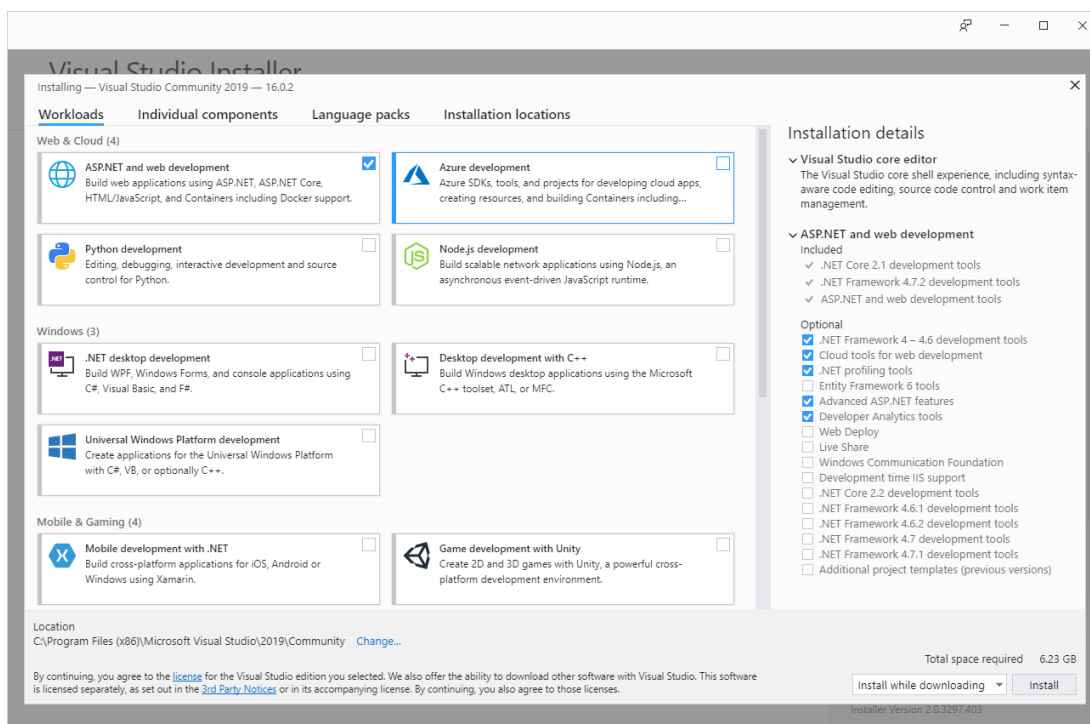 Visual Studio Installer
Installing — Visual Studio Community 2019 — 16.0.2
Workloads
Individual components
Language packs
Installation locations
Web & Cloud (4)
ASP.NET and web development
Build web applications using ASP.NET, ASP.NET Core,
HTML/JavaScript, and Containers including Docker support.
Azure development
Azure SDKs, tools, and projects for developing cloud apps,
creating resources, and building Containers including...
Python development
Editing, debugging, interactive development and source
control for Python.
Node.js development
Build scalable network applications using Node.js, an
asynchronous event-driven JavaScript runtime.
Windows (3)
.NET
.NET desktop development
Build WPF, Windows Forms, and console applications using
C#, Visual Basic, and F#.
Desktop development with C++
Build Windows desktop applications using the Microsoft
C++ toolset, ATL, or MFC.
Universal Windows Platform development
Create applications for the Universal Windows Platform
with C#, VB, or optionally C++.
Mobile & Gaming (4)
Mobile development with .NET
Build cross-platform applications for iOS, Android or
Windows using Xamarin.
Game development with Unity
Create 2D and 3D games with Unity, a powerful cross-
platform development environment.
Installation details
Visual Studio core editor
The Visual Studio core shell experience, including syntax-
aware code editing, source code control and work item
management.
ASP.NET and web development
Included
.NET Core 2.1 development tools
.NET Framework 4.7.2 development tools
ASP.NET and web development tools
Optional
.NET Framework 4 – 4.6 development tools
Cloud tools for web development
.NET profiling tools
Entity Framework 6 tools
Advanced ASP.NET features
Developer Analytics tools
Web Deploy
Live Share
Windows Communication Foundation
Development time IIS support
.NET Core 2.2 development tools
.NET Framework 4.6.1 development tools
.NET Framework 4.6.2 development tools
.NET Framework 4.7 development tools
.NET Framework 4.7.1 development tools
Additional project templates (previous versions)
Location
C:\Program Files (x86)\Microsoft Visual Studio\2019\Community Change...
By continuing, you agree to the license for the Visual Studio edition you selected. We also offer the ability to download other software with Visual Studio. This software
is licensed separately, as set out in the 3rd Party Notices or in its accompanying license. By continuing, you also agree to those licenses.
Total space required 6.23 GB
Install while downloading
Install
Installer Version 2.0.3297.403